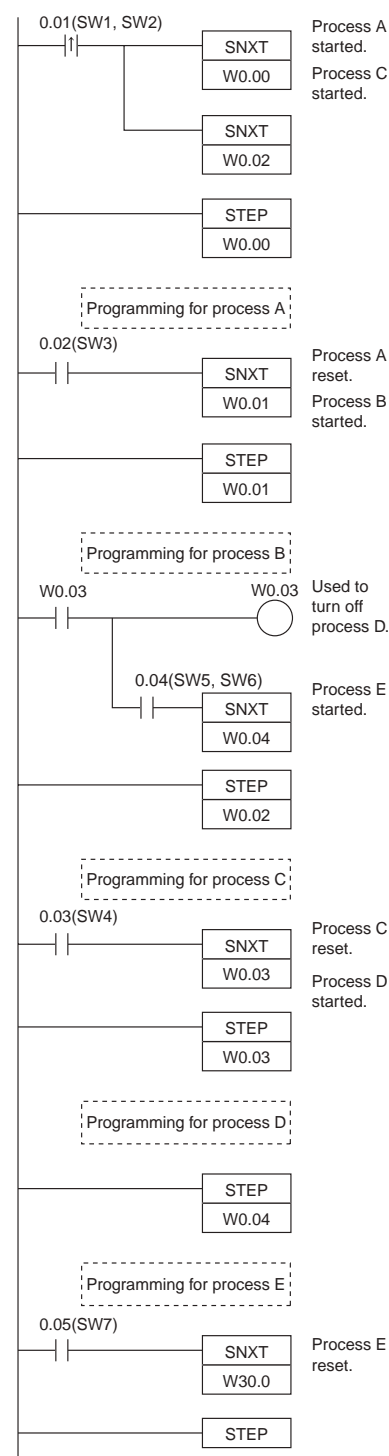 0.01(SW1, SW2)
SNXT
W0.00
Process A
started.
Process C
started.
SNXT
W0.02
STEP
W0.00
Programming for process A
0.02(SW3)
SNXT
W0.01
Process A
reset.
Process B
started.
STEP
W0.01
Programming for process B
W0.03
W0.03
Used to
turn off
process D.
0.04(SW5, SW6)
SNXT
W0.04
Process E
started.
STEP
W0.02
Programming for process C
0.03(SW4)
SNXT
W0.03
Process C
reset.
Process D
started.
STEP
W0.03
Programming for process D
STEP
W0.04
Programming for process E
0.05(SW7)
SNXT
W30.0
Process E
reset.
STEP